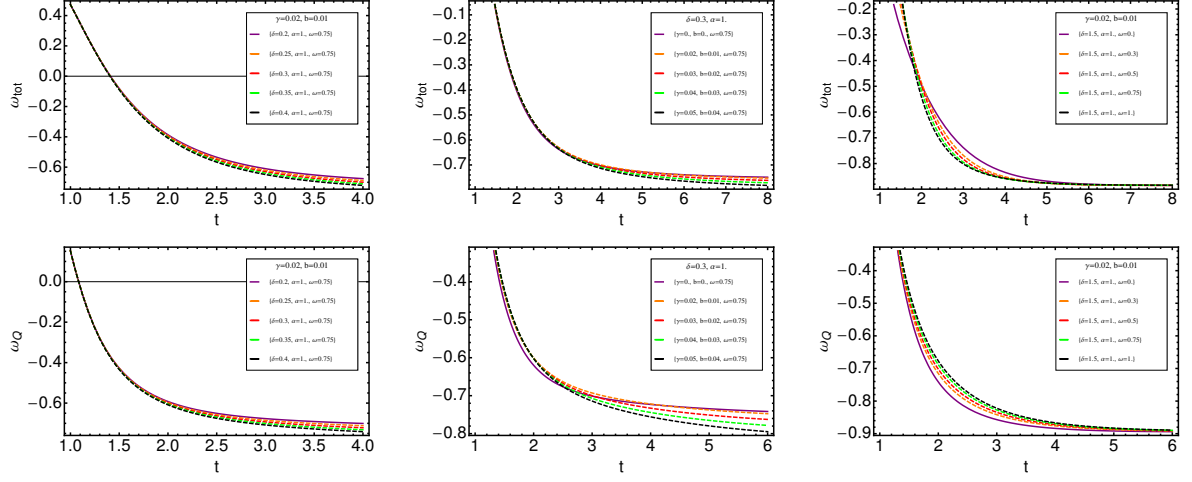 γ=0.02, b=0.01
{δ=0.2, α=1., ω=0.75}
{δ=0.25, α=1., ω=0.75}
{δ=0.3, α=1., ω=0.75}
{δ=0.35, α=1., ω=0.75}
{δ=0.4, α=1., ω=0.75}
0.4
0.2
0.0
−0.2
−0.4
−0.6
ωtot
1.0 1.5 2.0 2.5 3.0 3.5 4.0
t
δ=0.3, α=1.
{γ=0., b=0., ω=0.75}
{γ=0.02, b=0.01, ω=0.75}
{γ=0.03, b=0.02, ω=0.75}
{γ=0.04, b=0.03, ω=0.75}
{γ=0.05, b=0.04, ω=0.75}
−0.1
−0.2
−0.3
−0.4
−0.5
−0.6
−0.7
ωtot
1 2 3 4 5 6 7 8
t
γ=0.02, b=0.01
{δ=1.5, α=1., ω=0.}
{δ=1.5, α=1., ω=0.3}
{δ=1.5, α=1., ω=0.5}
{δ=1.5, α=1., ω=0.75}
{δ=1.5, α=1., ω=1.}
−0.2
−0.3
−0.4
−0.5
−0.6
−0.7
−0.8
ωtot
1 2 3 4 5 6 7 8
t
γ=0.02, b=0.01
{δ=0.2, α=1., ω=0.75}
{δ=0.25, α=1., ω=0.75}
{δ=0.3, α=1., ω=0.75}
{δ=0.35, α=1., ω=0.75}
{δ=0.4, α=1., ω=0.75}
0.0
−0.2
−0.4
−0.6
ωQ
1.0 1.5 2.0 2.5 3.0 3.5 4.0
t
δ=0.3, α=1.
{γ=0., b=0., ω=0.75}
{γ=0.02, b=0.01, ω=0.75}
{γ=0.03, b=0.02, ω=0.75}
{γ=0.04, b=0.03, ω=0.75}
{γ=0.05, b=0.04, ω=0.75}
−0.4
−0.5
−0.6
−0.7
−0.8
ωQ
1 2 3 4 5 6
t
γ=0.02, b=0.01
{δ=1.5, α=1., ω=0.}
{δ=1.5, α=1., ω=0.3}
{δ=1.5, α=1., ω=0.5}
{δ=1.5, α=1., ω=0.75}
{δ=1.5, α=1., ω=1.}
−0.4
−0.5
−0.6
−0.7
−0.8
−0.9
ωQ
1 2 3 4 5 6
t